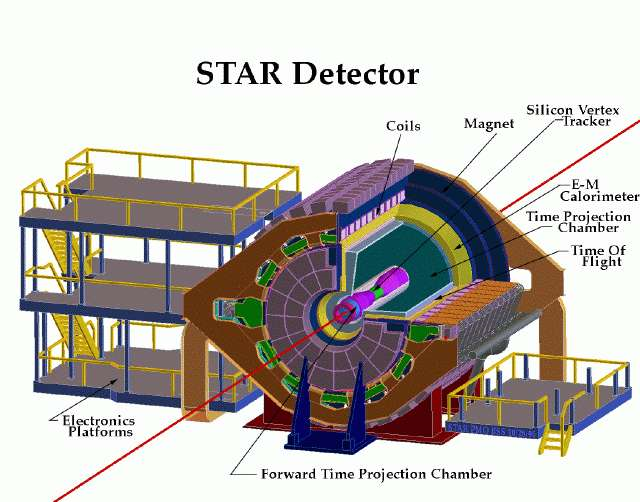 STAR Detector
Silicon Vertex
Tracker
Coils
Magnet
E-M
Calorimeter
Time Projection
Chamber
Time Of
Flight
Electronics
Platforms
Forward Time Projection Chamber